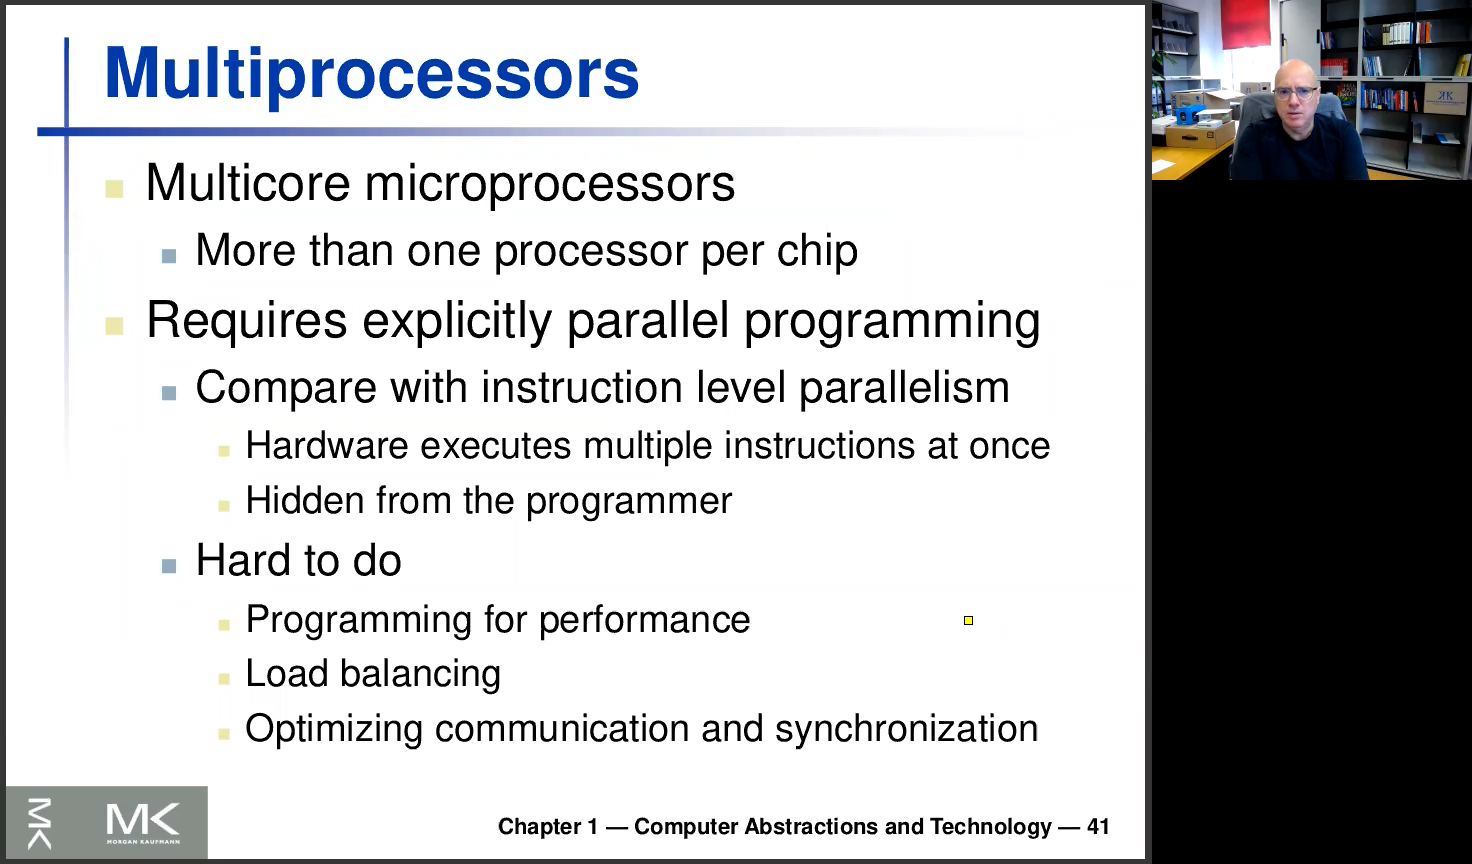 Multiprocessors
Multicore microprocessors
More than one processor per chip
Requires explicitly parallel programming
Compare with instruction level parallelism
Hardware executes multiple instructions at once
Hidden from the programmer
Hard to do
Programming for performance
Load balancing
Optimizing communication and synchronization
MK
MK
MORGAN KAUFMANN
Chapter 1 — Computer Abstractions and Technology — 41